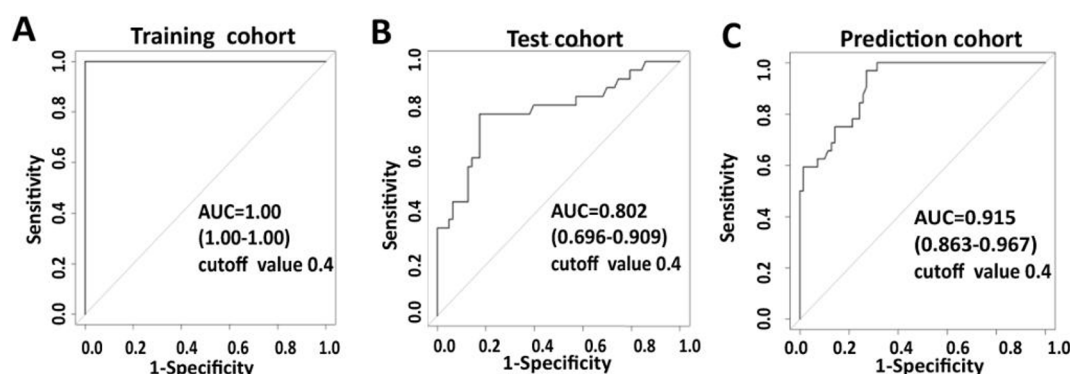 A
Training cohort
Sensitivity
1.0
0.8
0.6
0.4
0.2
0.0
AUC=1.00
(1.00-1.00)
cutoff value 0.4
0.0 0.2 0.4 0.6 0.8 1.0
1-Specificity
B
Test cohort
Sensitivity
1.0
0.8
0.6
0.4
0.2
0.0
AUC=0.802
(0.696-0.909)
cutoff value 0.4
0.0 0.2 0.4 0.6 0.8 1.0
1-Specificity
C
Prediction cohort
Sensitivity
1.0
0.8
0.6
0.4
0.2
0.0
AUC=0.915
(0.863-0.967)
cutoff value 0.4
0.0 0.2 0.4 0.6 0.8 1.0
1-Specificity